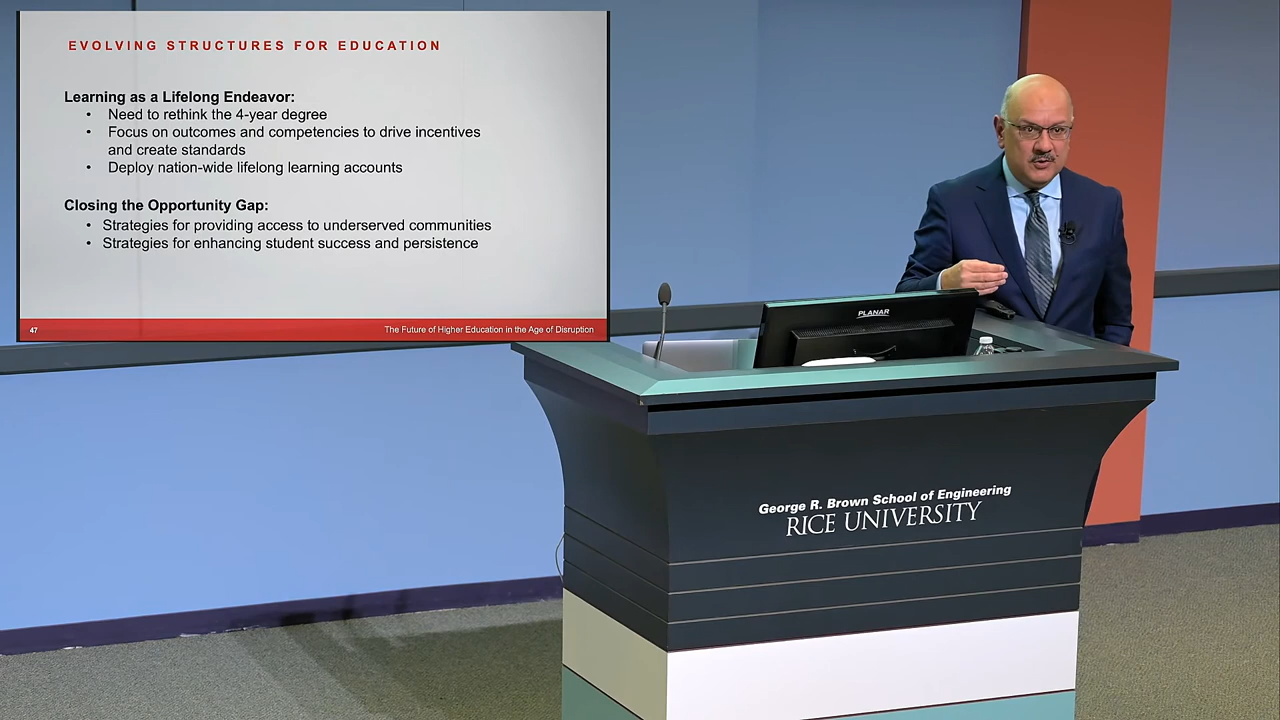 EVOLVING STRUCTURES FOR EDUCATION
Learning as a Lifelong Endeavor:
• Need to rethink the 4-year degree
• Focus on outcomes and competencies to drive incentives
and create standards
• Deploy nation-wide lifelong learning accounts
Closing the Opportunity Gap:
• Strategies for providing access to underserved communities
• Strategies for enhancing student success and persistence
47 The Future of Higher Education in the Age of Disruption
PLANAR
George R. Brown School of Engineering
RICE UNIVERSITY